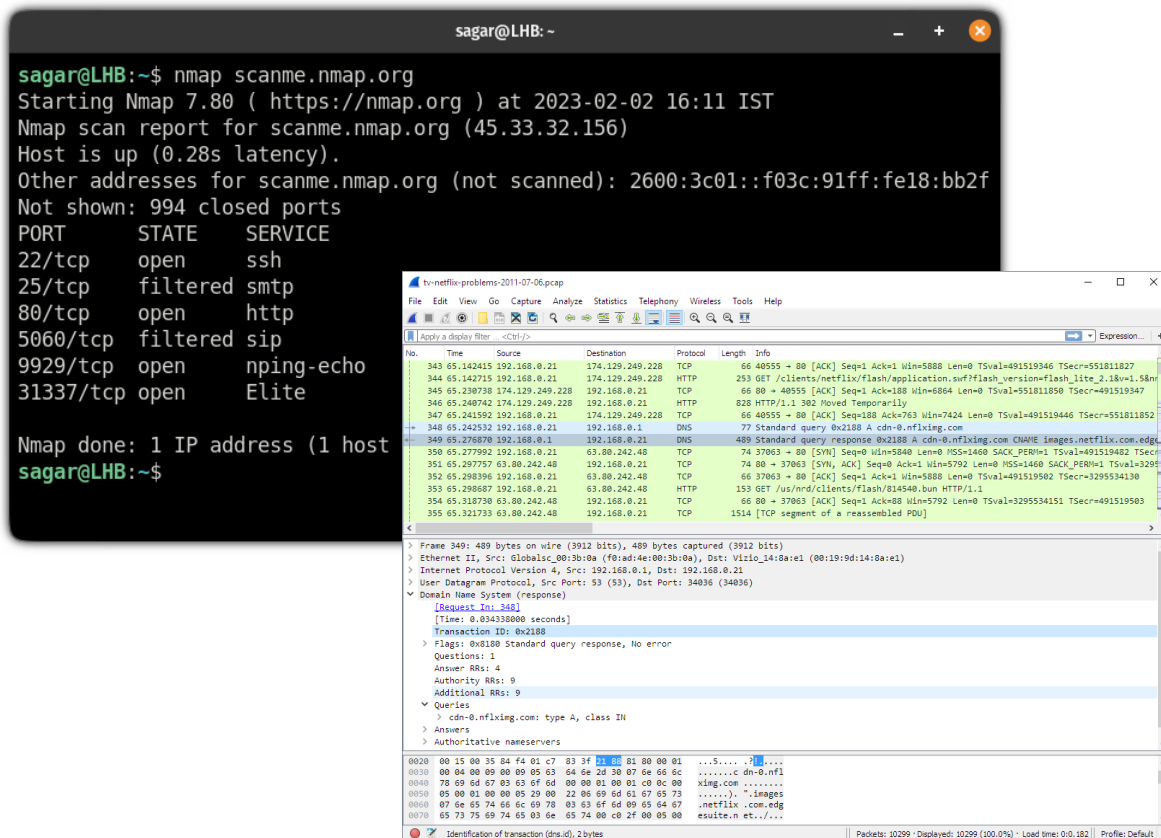 sagar@LHB: ~
sagar@LHB:~$ nmap scanme.nmap.org
Starting Nmap 7.80 ( https://nmap.org ) at 2023-02-02 16:11 IST
Nmap scan report for scanme.nmap.org (45.33.32.156)
Host is up (0.28s latency).
Other addresses for scanme.nmap.org (not scanned): 2600:3c01::f03c:91ff:fe18:bb2f
Not shown: 994 closed ports
PORT STATE SERVICE
22/tcp open ssh
25/tcp filtered smtp
80/tcp open http
5060/tcp filtered sip
9929/tcp open nping-echo
31337/tcp open Elite
Nmap done: 1 IP address (1 host
sagar@LHB:~$
tv-netflix-problems-2011-07-06.pcap
File Edit View Go Capture Analyze Statistics Telephony Wireless Tools Help
Apply a display filter ... <Ctrl-/> Expression... +
No. Time Source Destination Protocol Length Info
343 65.142415 192.168.0.21 174.129.249.228 TCP 66 40555 → 80 [ACK] Seq=1 Ack=1 Win=5888 Len=0 TSval=491519346 TSecr=551811827
344 65.142715 192.168.0.21 174.129.249.228 HTTP 253 GET /clients/netflix/flash/application.swf?flash_version=flash_lite_2.1&v=1.5&nr
345 65.230738 174.129.249.228 192.168.0.21 TCP 66 80 → 40555 [ACK] Seq=1 Ack=188 Win=6864 Len=0 TSval=551811850 TSecr=491519347
346 65.240742 174.129.249.228 192.168.0.21 HTTP 828 HTTP/1.1 302 Moved Temporarily
347 65.241592 192.168.0.21 174.129.249.228 TCP 66 40555 → 80 [ACK] Seq=188 Ack=763 Win=7424 Len=0 TSval=491519446 TSecr=551811852
348 65.242532 192.168.0.21 192.168.0.1 DNS 77 Standard query 0x2188 A cdn-0.nflximg.com
349 65.276870 192.168.0.1 192.168.0.21 DNS 489 Standard query response 0x2188 A cdn-0.nflximg.com CNAME images.netflix.com.edge
350 65.277992 192.168.0.21 63.80.242.48 TCP 74 37063 → 80 [SYN] Seq=0 Win=5840 Len=0 MSS=1460 SACK_PERM=1 TSval=491519482 TSecr
351 65.297757 63.80.242.48 192.168.0.21 TCP 74 80 → 37063 [SYN, ACK] Seq=0 Ack=1 Win=5792 Len=0 MSS=1460 SACK_PERM=1 TSval=3295
352 65.298396 192.168.0.21 63.80.242.48 TCP 66 37063 → 80 [ACK] Seq=1 Ack=1 Win=5888 Len=0 TSval=491519502 TSecr=3295534130
353 65.298687 192.168.0.21 63.80.242.48 HTTP 153 GET /us/nrd/clients/flash/814540.bun HTTP/1.1
354 65.318730 63.80.242.48 192.168.0.21 TCP 66 80 → 37063 [ACK] Seq=1 Ack=88 Win=5792 Len=0 TSval=3295534151 TSecr=491519503
355 65.321733 63.80.242.48 192.168.0.21 TCP 1514 [TCP segment of a reassembled PDU]
Frame 349: 489 bytes on wire (3912 bits), 489 bytes captured (3912 bits)
Ethernet II, Src: Globalsc_00:3b:0a (f0:ad:4e:00:3b:0a), Dst: Vizio_14:8a:e1 (00:19:9d:14:8a:e1)
Internet Protocol Version 4, Src: 192.168.0.1, Dst: 192.168.0.21
User Datagram Protocol, Src Port: 53 (53), Dst Port: 34036 (34036)
Domain Name System (response)
[Request In: 348]
[Time: 0.034338000 seconds]
Transaction ID: 0x2188
Flags: 0x8180 Standard query response, No error
Questions: 1
Answer RRs: 4
Authority RRs: 9
Additional RRs: 9
Queries
cdn-0.nflximg.com: type A, class IN
Answers
Authoritative nameservers
0020 00 15 00 35 84 f4 01 c7 83 3f 21 88 81 80 00 01 ...5.... .?!.....
0030 00 04 00 09 00 09 05 63 64 6e 2d 30 07 6e 66 6c .......c dn-0.nfl
0040 78 69 6d 67 03 63 6f 6d 00 00 01 00 01 c0 0c 00 ximg.com ........
0050 05 00 01 00 00 05 29 00 22 06 69 6d 61 67 65 73 ......). ".images
0060 07 6e 65 74 66 6c 69 78 03 63 6f 6d 09 65 64 67 .netflix .com.edg
0070 65 73 75 69 74 65 03 6e 65 74 00 c0 2f 00 05 00 esuite.n et../...
Identification of transaction (dns.id), 2 bytes
Packets: 10299 · Displayed: 10299 (100.0%) · Load time: 0:0.182 Profile: Default